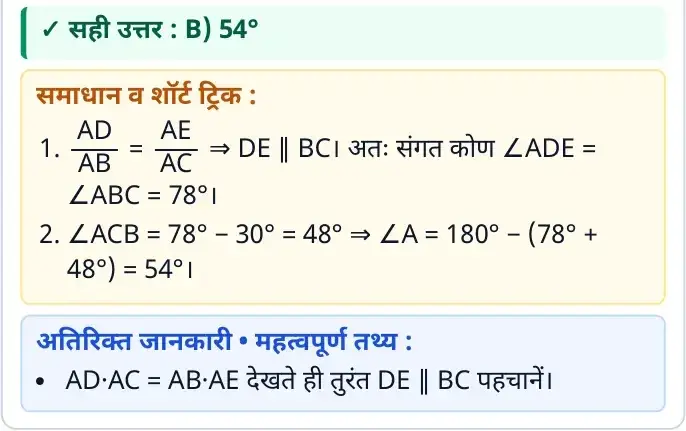 ✓ सही उत्तर : B) 54°
समाधान व शॉर्ट ट्रिक :
1. AD/AB = AE/AC ⇒ DE ∥ BC। अतः संगत कोण ∠ADE =
∠ABC = 78°।
2. ∠ACB = 78° − 30° = 48° ⇒ ∠A = 180° − (78° +
48°) = 54°।
अतिरिक्त जानकारी • महत्वपूर्ण तथ्य :
• AD·AC = AB·AE देखते ही तुरंत DE ∥ BC पहचानें।